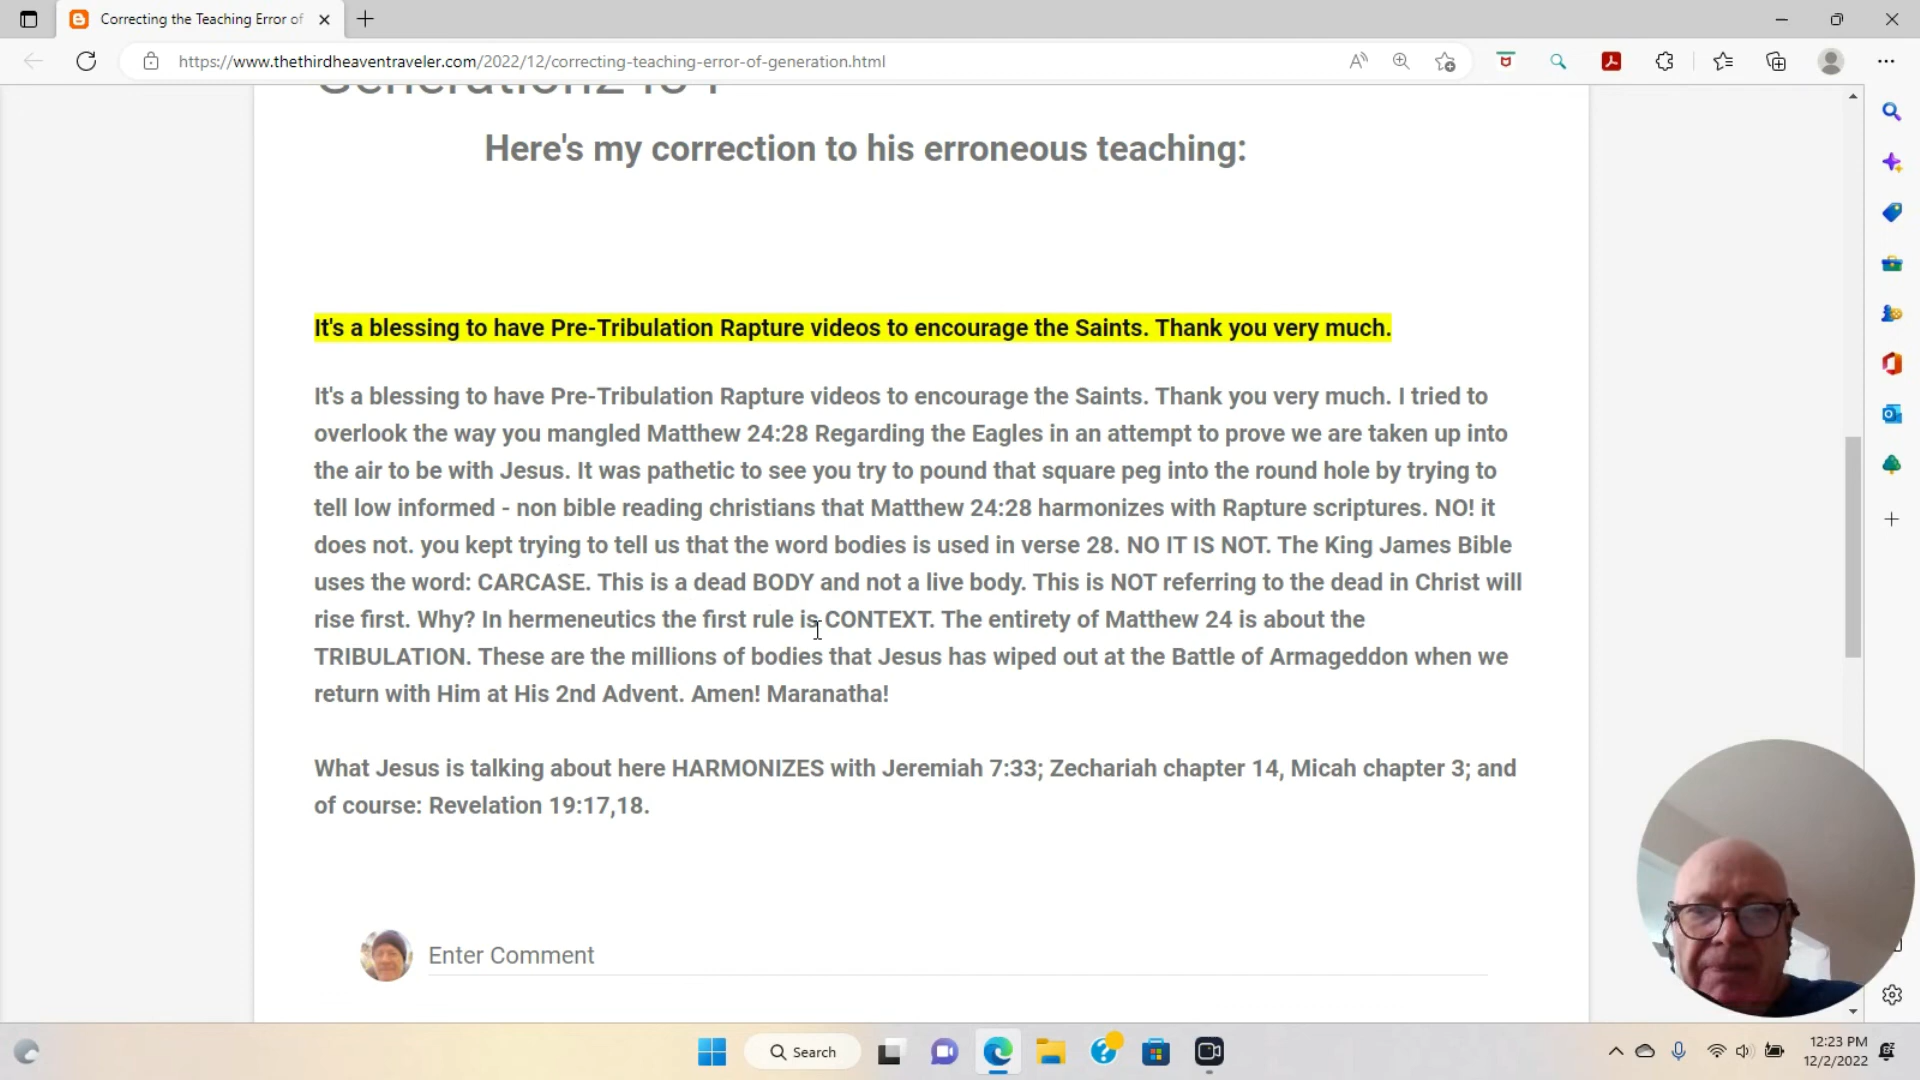 Correcting the Teaching Error of
https://www.thethirdheaventraveler.com/2022/12/correcting-teaching-error-of-generation.html
Here's my correction to his erroneous teaching:
It's a blessing to have Pre-Tribulation Rapture videos to encourage the Saints. Thank you very much.
It's a blessing to have Pre-Tribulation Rapture videos to encourage the Saints. Thank you very much. I tried to
overlook the way you mangled Matthew 24:28 Regarding the Eagles in an attempt to prove we are taken up into
the air to be with Jesus. It was pathetic to see you try to pound that square peg into the round hole by trying to
tell low informed - non bible reading christians that Matthew 24:28 harmonizes with Rapture scriptures. NO! it
does not. you kept trying to tell us that the word bodies is used in verse 28. NO IT IS NOT. The King James Bible
uses the word: CARCASE. This is a dead BODY and not a live body. This is NOT referring to the dead in Christ will
rise first. Why? In hermeneutics the first rule is CONTEXT. The entirety of Matthew 24 is about the
TRIBULATION. These are the millions of bodies that Jesus has wiped out at the Battle of Armageddon when we
return with Him at His 2nd Advent. Amen! Maranatha!
What Jesus is talking about here HARMONIZES with Jeremiah 7:33; Zechariah chapter 14, Micah chapter 3; and
of course: Revelation 19:17,18.
Enter Comment
Search
12:23 PM
12/2/2022